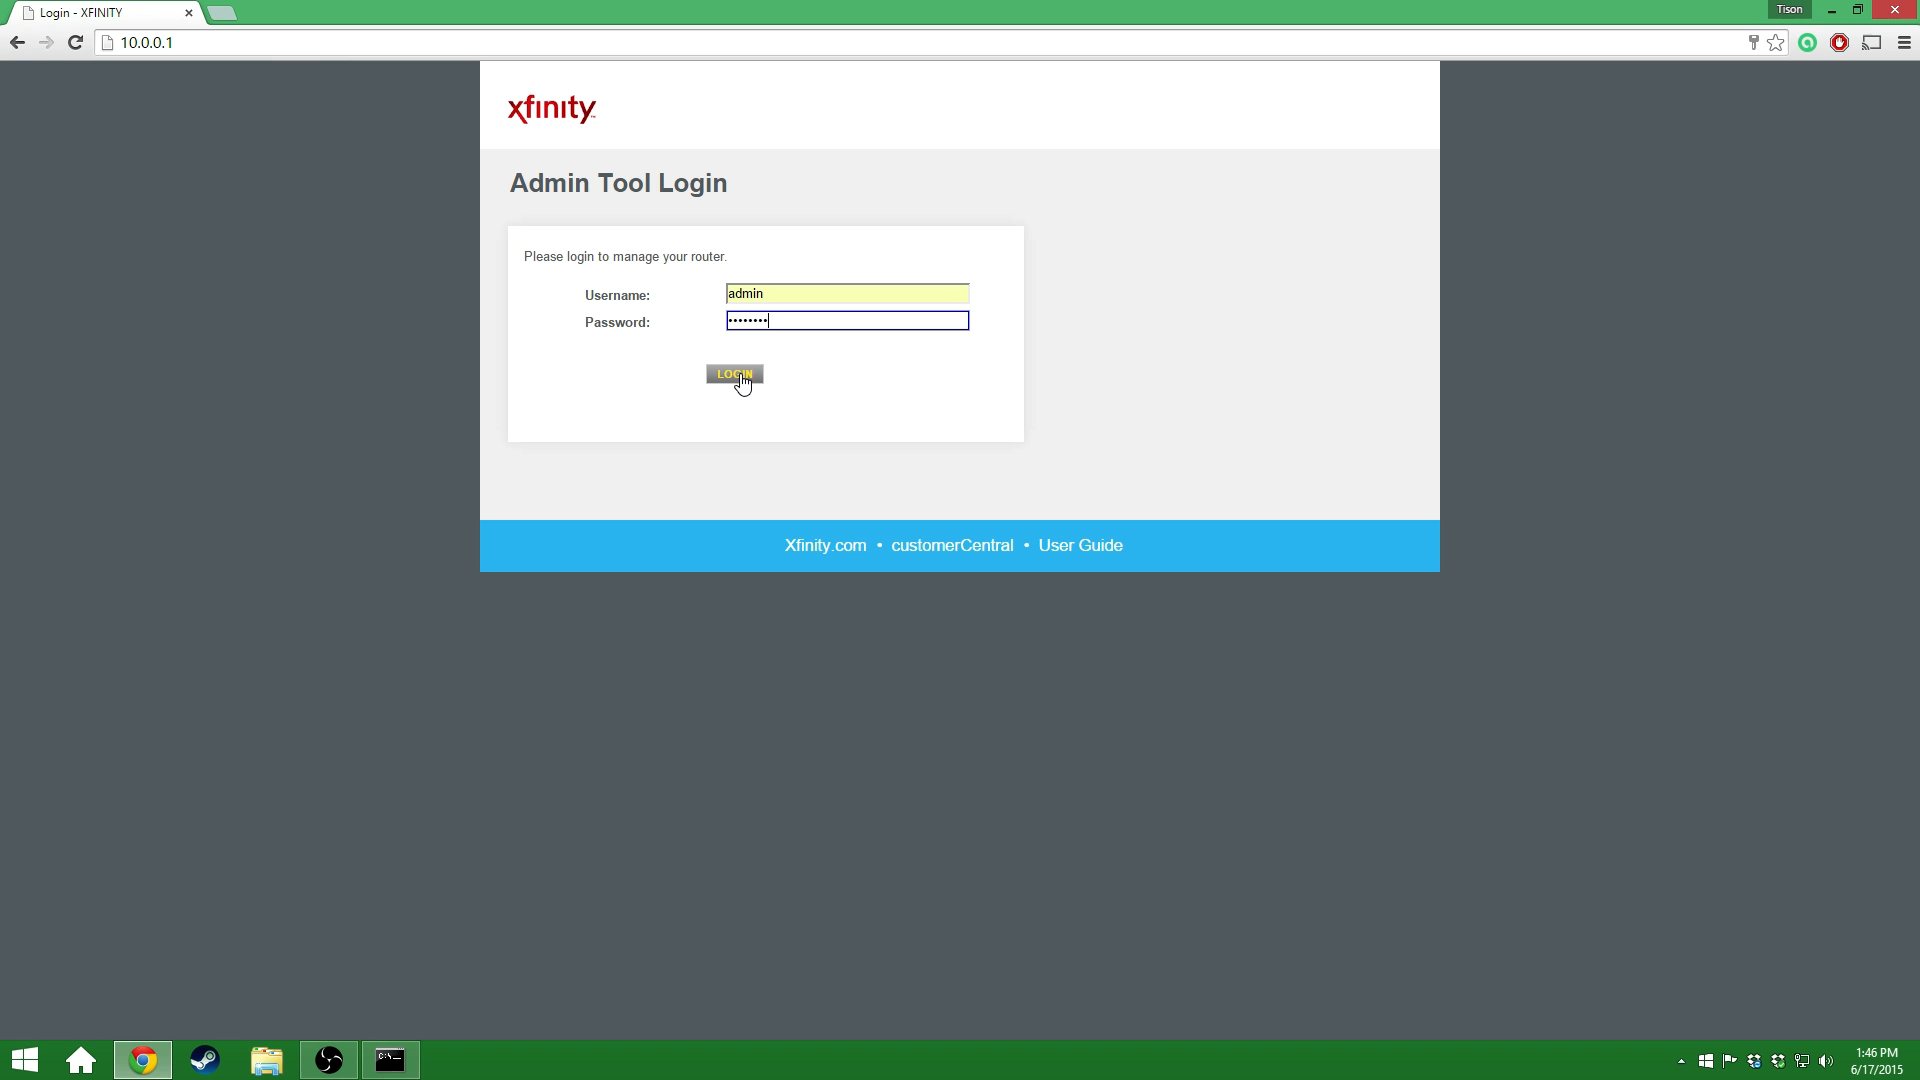 Login - XFINITY
Tison
10.0.0.1
xfinity
Admin Tool Login
Please login to manage your router.
Username: admin
Password: ••••••••
LOGIN
Xfinity.com • customerCentral • User Guide
C:\
1:46 PM
6/17/2015